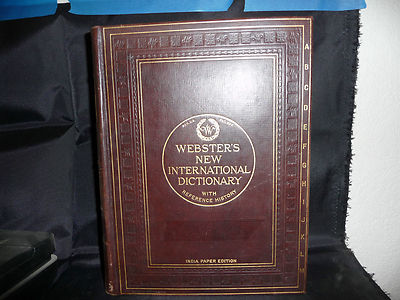 WEBSTER'S
NEW
INTERNATIONAL
DICTIONARY
WITH
REFERENCE HISTORY
INDIA PAPER EDITION
A
B
C
D
E
F
G
H
I
J
K
L
M